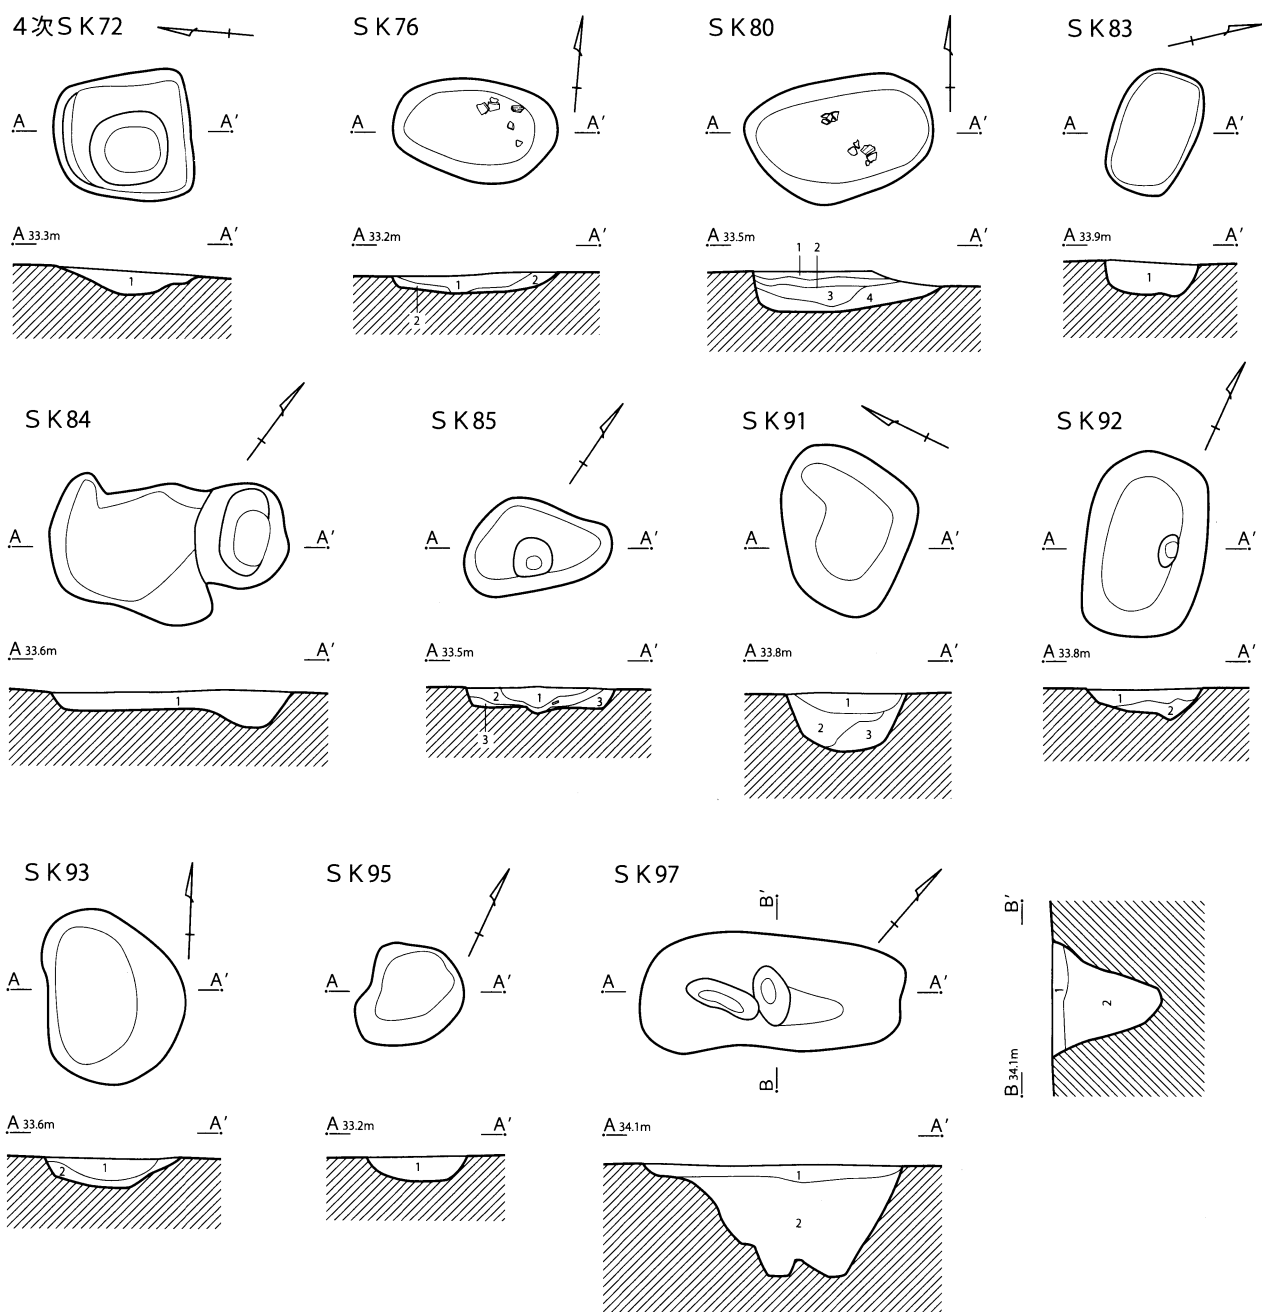 4次SK72
SK76
SK80
SK83
A A'
A A'
A A'
A A'
A 33.3m A'
A 33.2m A'
A 33.5m A'
A 33.9m A'
1
1 2
2
1 2
3 4
1
SK84
SK85
SK91
SK92
A A'
A A'
A A'
A A'
A 33.6m A'
A 33.5m A'
A 33.8m A'
A 33.8m A'
1
2 1 3
3
1
2 3
1 2
SK93
SK95
SK97
B'
B'
A A'
A A'
A A'
1 2
B
B 34.1m
A 33.6m A'
A 33.2m A'
A 34.1m A'
2 1
1
1
2